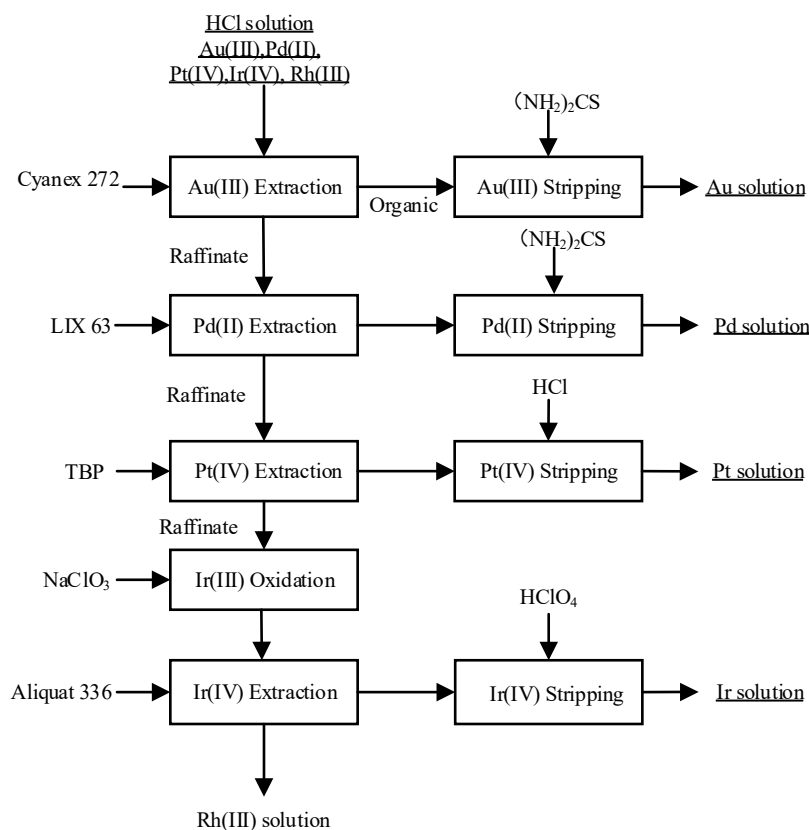 HCl solution
Au(III),Pd(II),
Pt(IV),Ir(IV), Rh(III)
（NH₂)₂CS
Cyanex 272
Au(III) Extraction
Organic
Au(III) Stripping
Au solution
Raffinate
（NH₂)₂CS
LIX 63
Pd(II) Extraction
Pd(II) Stripping
Pd solution
Raffinate
HCl
TBP
Pt(IV) Extraction
Pt(IV) Stripping
Pt solution
Raffinate
NaClO₃
Ir(III) Oxidation
HClO₄
Aliquat 336
Ir(IV) Extraction
Ir(IV) Stripping
Ir solution
Rh(III) solution